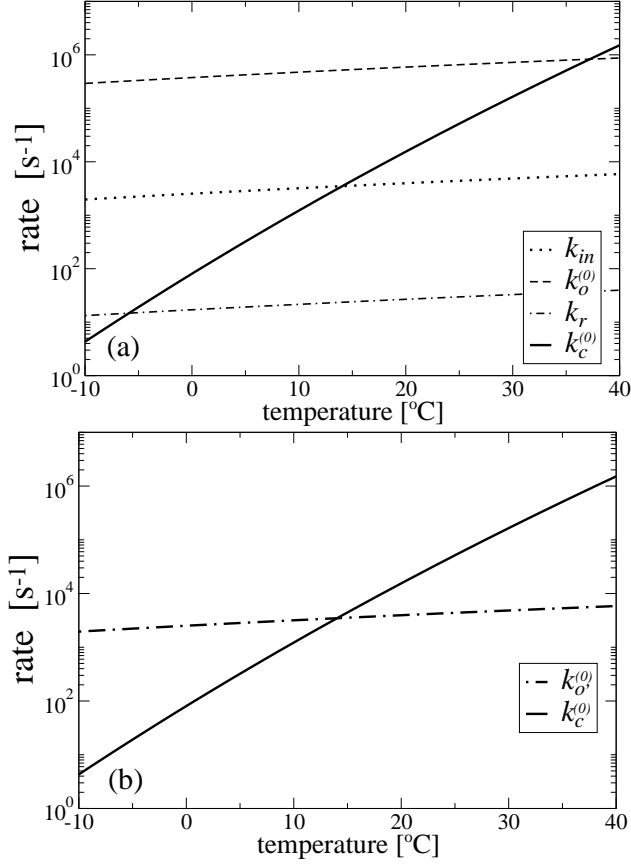 10^6
10^4
10^2
10^0
rate [s^-1]
k_in
k_o^(0)
k_r
k_c^(0)
(a)
-10 0 10 20 30 40
temperature [°C]
10^6
10^4
10^2
10^0
rate [s^-1]
k_o'^(0)
k_c^(0)
(b)
-10 0 10 20 30 40
temperature [°C]